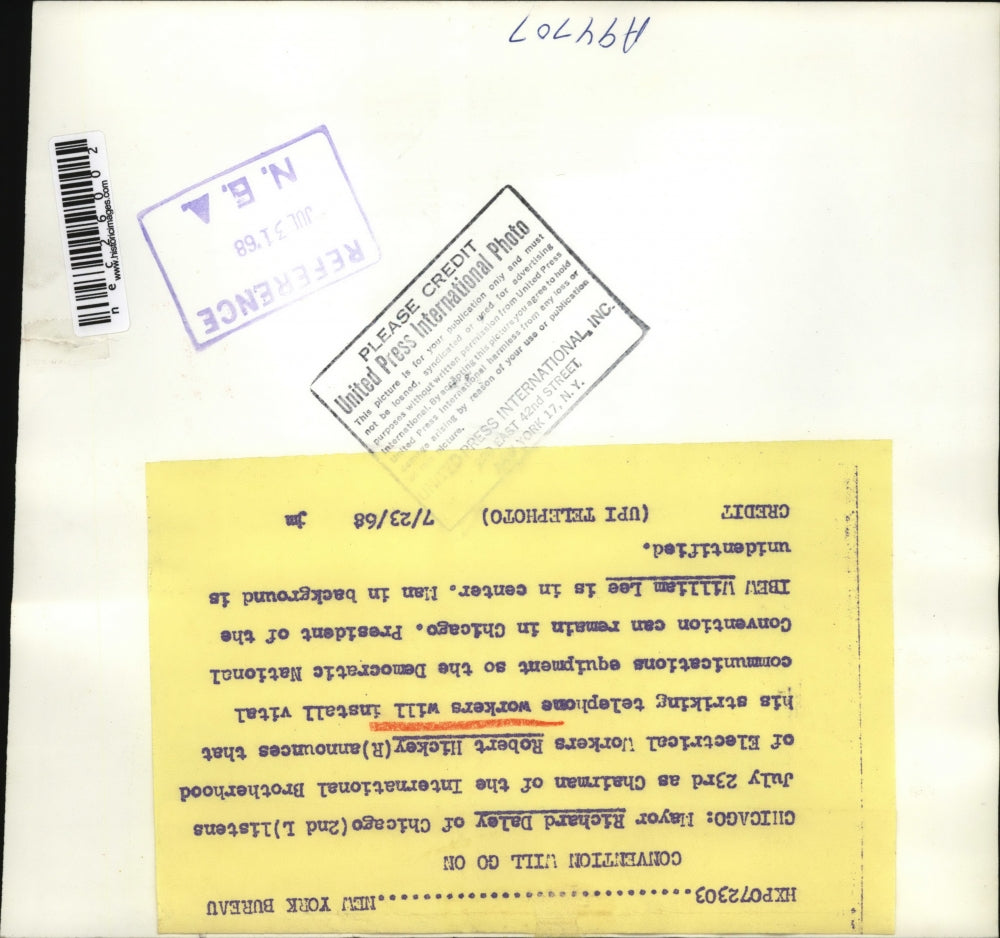 A94707
REFERENCE
JUL 31 '68
N. E. A.
www.historicimages.com
nec26002
PLEASE CREDIT
United Press International Photo
This picture is for your publication only and must
not be loaned, syndicated or used for advertising
purposes without written permission from United Press
International. By accepting this picture you agree to hold
United Press International harmless from any loss or
arising by reason of your use or publication
picture.
UNITED PRESS INTERNATIONAL, INC.
EAST 42nd STREET,
YORK 17, N. Y.
HXP072303..............................NEW YORK BUREAU
CONVENTION WILL GO ON
CHICAGO: Mayor Richard Daley of Chicago(2nd L)listens
July 23rd as Chairman of the International Brotherhood
of Electrical Workers Robert Hickey(R)announces that
his striking telephone workers will install vital
communications equipment so the Democratic National
Convention can remain in Chicago. President of the
IBEW William Lee is in center. Man in background is
unidentified.
CREDIT (UPI TELEPHOTO) 7/23/68 jm